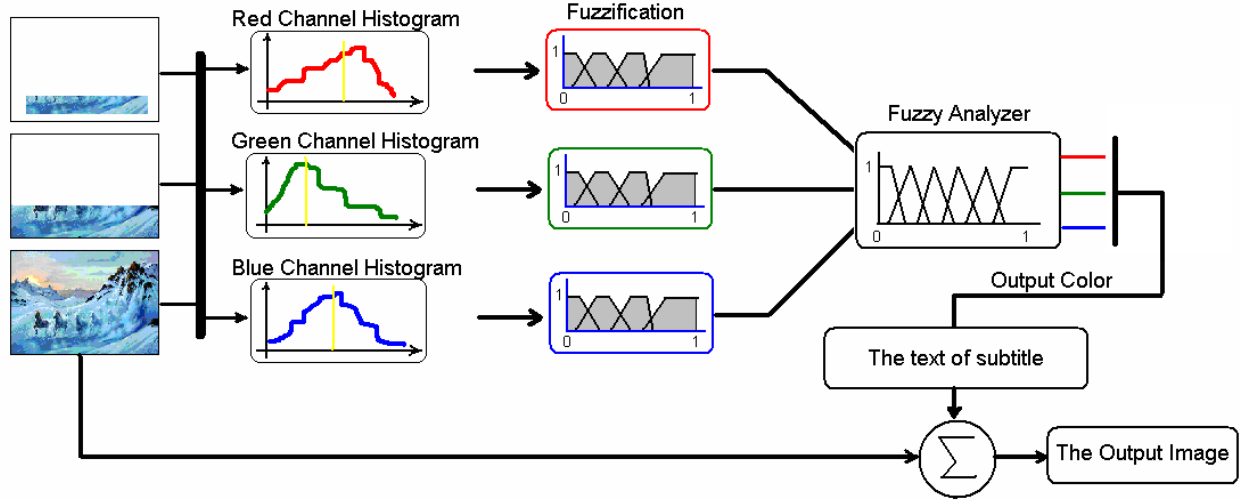 Red Channel Histogram
Fuzzification
1
0 1
Fuzzy Analyzer
Green Channel Histogram
1
0 1
1
0 1
Blue Channel Histogram
1
0 1
Output Color
The text of subtitle
Σ
The Output Image